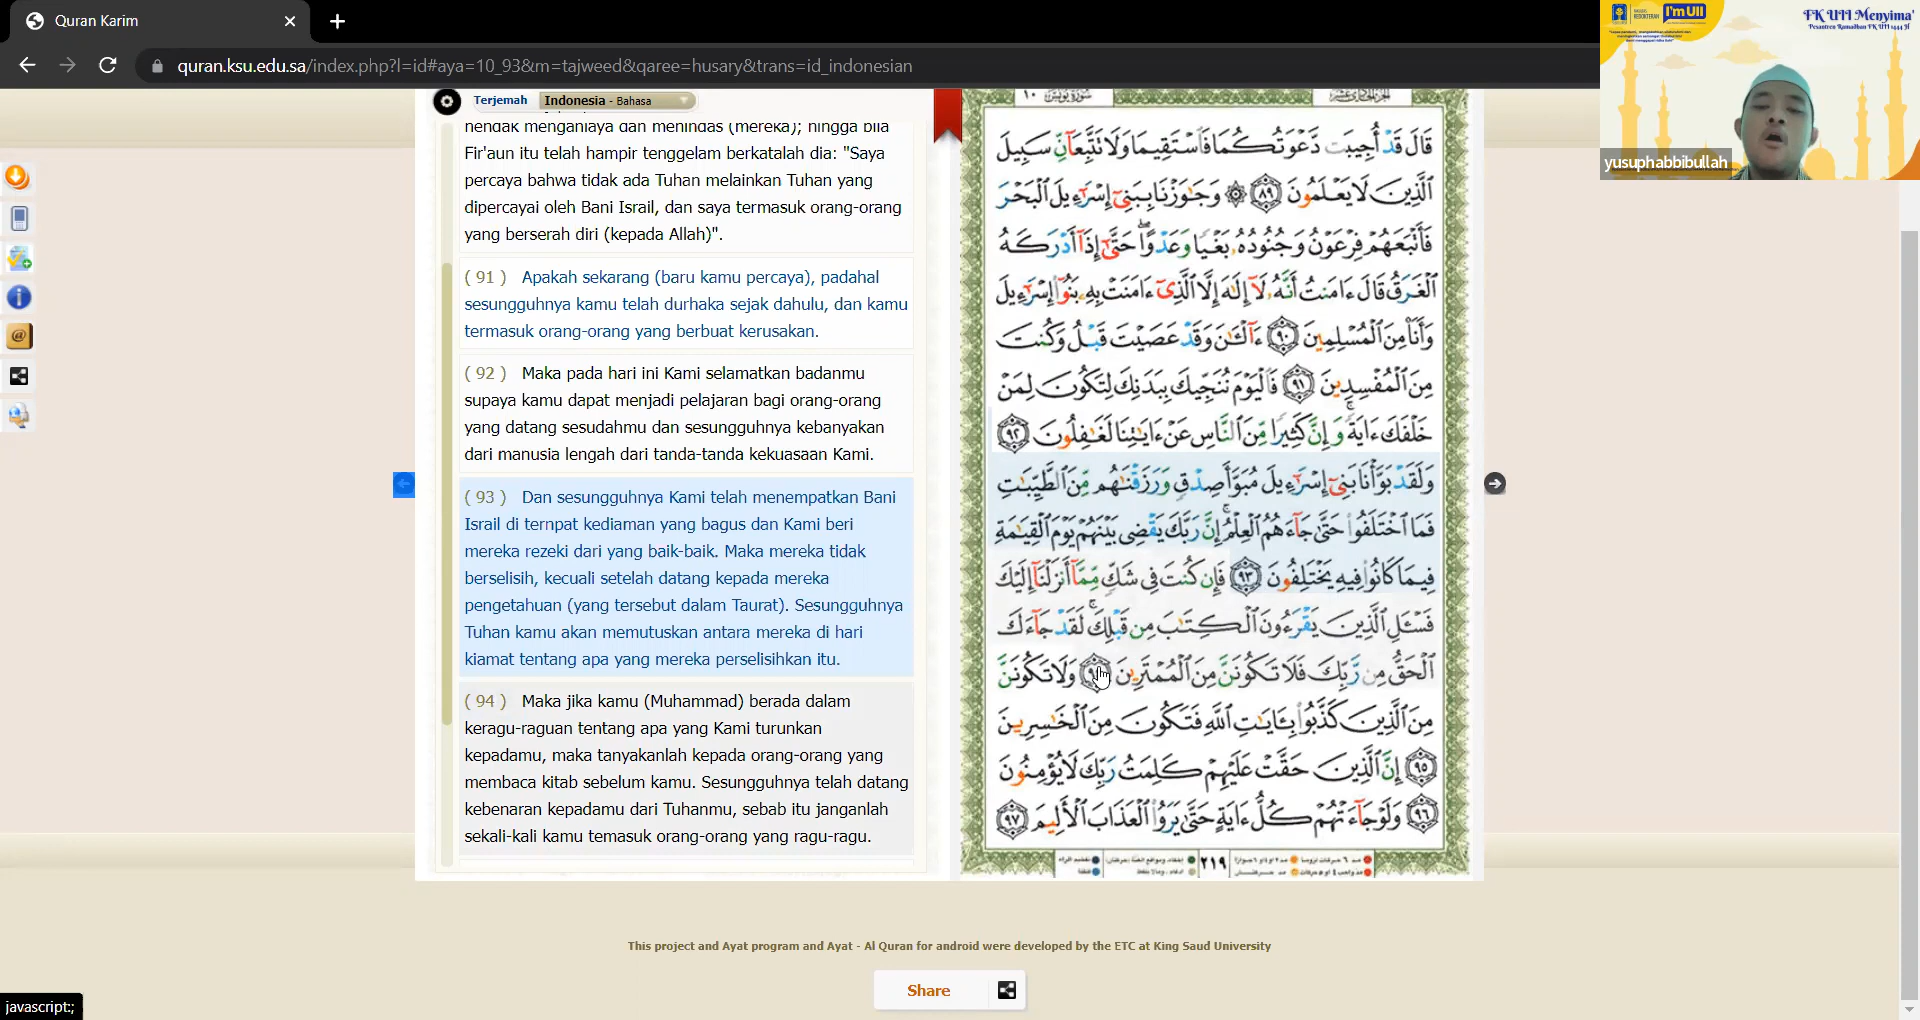 Quran Karim
quran.ksu.edu.sa/index.php?l=id#aya=10_93&m=tajweed&qaree=husary&trans=id_indonesian
I'm UII
FK UII Menyima'
Pesantren Ramadhan FK UII 1444 H
yusuphabbibullah
Terjemah
Indonesia - Bahasa
hendak menganiaya dan menindas (mereka); hingga bila
Fir'aun itu telah hampir tenggelam berkatalah dia: "Saya
percaya bahwa tidak ada Tuhan melainkan Tuhan yang
dipercayai oleh Bani Israil, dan saya termasuk orang-orang
yang berserah diri (kepada Allah)".
( 91 ) Apakah sekarang (baru kamu percaya), padahal
sesungguhnya kamu telah durhaka sejak dahulu, dan kamu
termasuk orang-orang yang berbuat kerusakan.
( 92 ) Maka pada hari ini Kami selamatkan badanmu
supaya kamu dapat menjadi pelajaran bagi orang-orang
yang datang sesudahmu dan sesungguhnya kebanyakan
dari manusia lengah dari tanda-tanda kekuasaan Kami.
( 93 ) Dan sesungguhnya Kami telah menempatkan Bani
Israil di ternpat kediaman yang bagus dan Kami beri
mereka rezeki dari yang baik-baik. Maka mereka tidak
berselisih, kecuali setelah datang kepada mereka
pengetahuan (yang tersebut dalam Taurat). Sesungguhnya
Tuhan kamu akan memutuskan antara mereka di hari
kiamat tentang apa yang mereka perselisihkan itu.
( 94 ) Maka jika kamu (Muhammad) berada dalam
keragu-raguan tentang apa yang Kami turunkan
kepadamu, maka tanyakanlah kepada orang-orang yang
membaca kitab sebelum kamu. Sesungguhnya telah datang
kebenaran kepadamu dari Tuhanmu, sebab itu janganlah
sekali-kali kamu temasuk orang-orang yang ragu-ragu.
سورة يونس ١٠
قَالَ قَدْ أُجِيبَت دَّعْوَتُكُمَا فَاسْتَقِيمَا وَلَا تَتَّبِعَآنِّ سَبِيلَ
الَّذِينَ لَا يَعْلَمُونَ ٨٩ ۞ وَجَٰوَزْنَا بِبَنِىٓ إِسْرَٰٓءِيلَ الْبَحْرَ
فَأَتْبَعَهُمْ فِرْعَوْنُ وَجُنُودُهُۥ بَغْيًا وَعَدْوًا ۖ حَتَّىٰٓ إِذَآ أَدْرَكَهُ
الْغَرَقُ قَالَ ءَامَنتُ أَنَّهُۥ لَآ إِلَٰهَ إِلَّا الَّذِىٓ ءَامَنَتْ بِهِۦ بَنُوٓا۟ إِسْرَٰٓءِيلَ
وَأَنَا۠ مِنَ الْمُسْلِمِينَ ٩٠ ءَآلْـَٰٔنَ وَقَدْ عَصَيْتَ قَبْلُ وَكُنتَ
مِنَ الْمُفْسِدِينَ ٩١ فَالْيَوْمَ نُنَجِّيكَ بِبَدَنِكَ لِتَكُونَ لِمَنْ
خَلْفَكَ ءَايَةً ۚ وَإِنَّ كَثِيرًا مِّنَ النَّاسِ عَنْ ءَايَٰتِنَا لَغَٰفِلُونَ ٩٢
وَلَقَدْ بَوَّأْنَا بَنِىٓ إِسْرَٰٓءِيلَ مُبَوَّأَ صِدْقٍ وَرَزَقْنَٰهُم مِّنَ الطَّيِّبَٰتِ
فَمَا اخْتَلَفُوا۟ حَتَّىٰ جَآءَهُمُ الْعِلْمُ ۚ إِنَّ رَبَّكَ يَقْضِى بَيْنَهُمْ يَوْمَ الْقِيَٰمَةِ
فِيمَا كَانُوا۟ فِيهِ يَخْتَلِفُونَ ٩٣ فَإِن كُنتَ فِى شَكٍّ مِّمَّآ أَنزَلْنَآ إِلَيْكَ
فَسْـَٔلِ الَّذِينَ يَقْرَءُونَ الْكِتَٰبَ مِن قَبْلِكَ ۚ لَقَدْ جَآءَكَ
الْحَقُّ مِن رَّبِّكَ فَلَا تَكُونَنَّ مِنَ الْمُمْتَرِينَ وَلَا تَكُونَنَّ
مِنَ الَّذِينَ كَذَّبُوا۟ بِـَٔايَٰتِ اللَّهِ فَتَكُونَ مِنَ الْخَٰسِرِينَ
٩٥ إِنَّ الَّذِينَ حَقَّتْ عَلَيْهِمْ كَلِمَتُ رَبِّكَ لَا يُؤْمِنُونَ
٩٦ وَلَوْ جَآءَتْهُمْ كُلُّ ءَايَةٍ حَتَّىٰ يَرَوُا۟ الْعَذَابَ الْأَلِيمَ ٩٧
٢١٩
This project and Ayat program and Ayat - Al Quran for android were developed by the ETC at King Saud University
Share
javascript:;